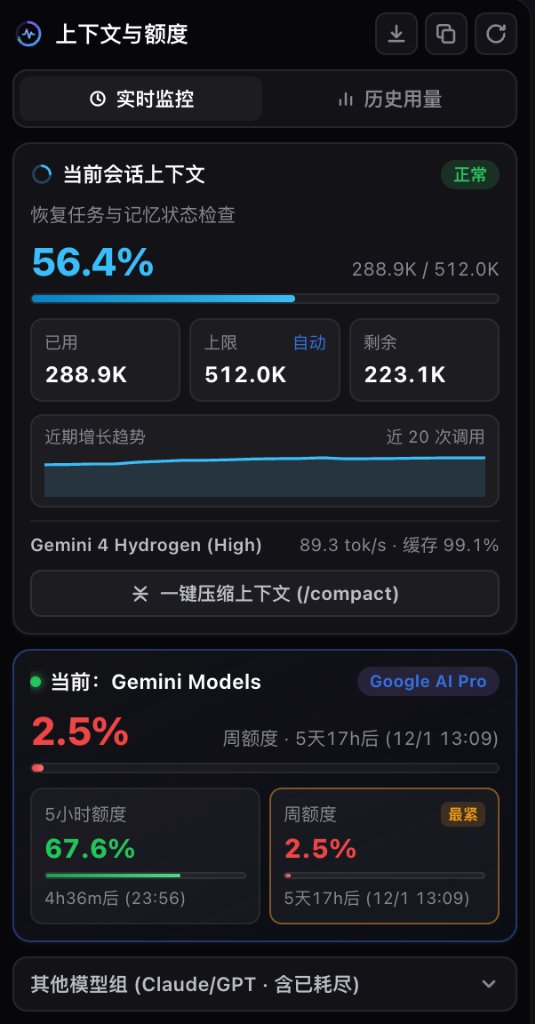 上下文与额度
实时监控
历史用量
当前会话上下文
正常
恢复任务与记忆状态检查
56.4%
288.9K / 512.0K
已用
288.9K
上限
自动
512.0K
剩余
223.1K
近期增长趋势
近 20 次调用
Gemini 4 Hydrogen (High)
89.3 tok/s · 缓存 99.1%
一键压缩上下文 (/compact)
当前：Gemini Models
Google AI Pro
2.5%
周额度 · 5天17h后 (12/1 13:09)
5小时额度
67.6%
4h36m后 (23:56)
周额度
最紧
2.5%
5天17h后 (12/1 13:09)
其他模型组 (Claude/GPT · 含已耗尽)